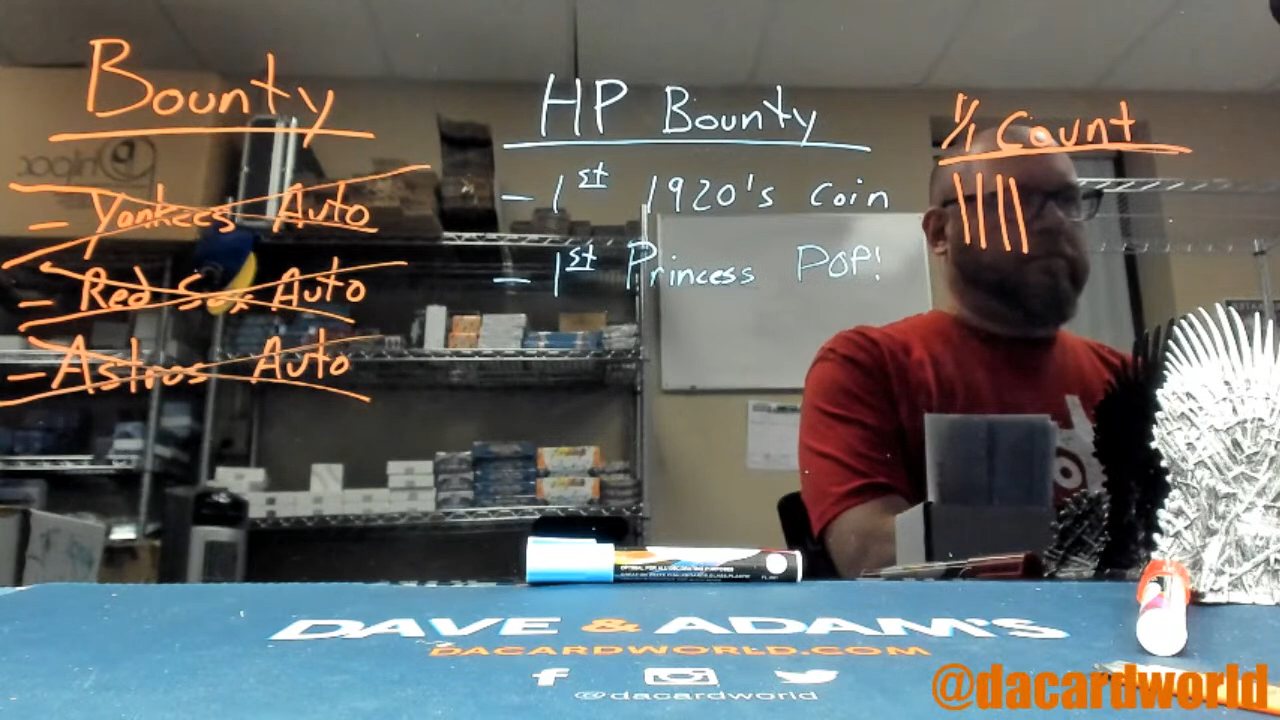 Bounty
- Yankees Auto
- Red Sox Auto
- Astros Auto
HP Bounty
- 1st 1920's Coin
- 1st Princess POP!
1/1 Count
||||
DAVE & ADAM'S
DACARDWORLD.COM
@dacardworld
@dacardworld